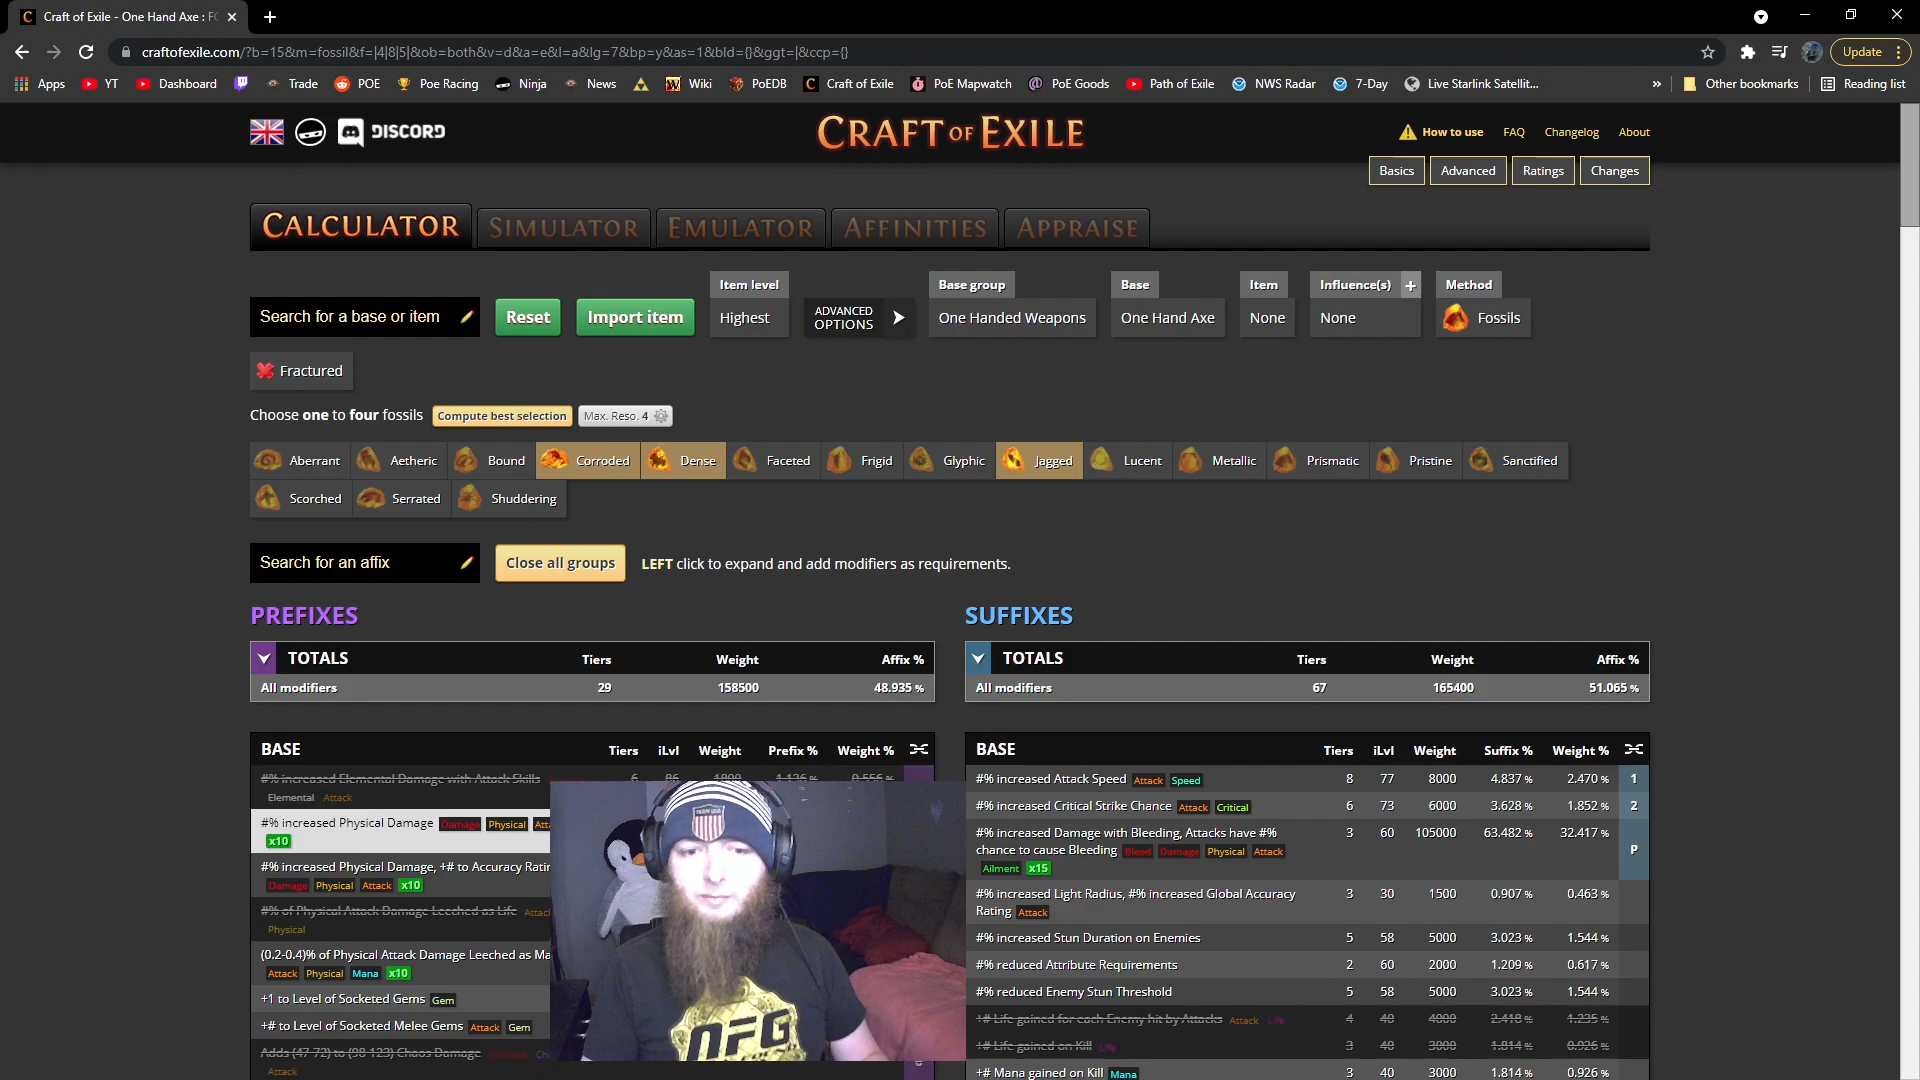 Craft of Exile - One Hand Axe : FO
craftofexile.com/?b=15&m=fossil&f=|4|8|5|&ob=both&v=d&a=e&l=a&lg=7&bp=y&as=1&bld={}&ggt=|&ccp={}
Update
Apps YT Dashboard Trade POE Poe Racing Ninja News Wiki PoEDB Craft of Exile PoE Mapwatch PoE Goods Path of Exile NWS Radar 7-Day Live Starlink Satellit... » Other bookmarks Reading list
DISCORD
CRAFT OF EXILE
How to use FAQ Changelog About
Basics Advanced Ratings Changes
CALCULATOR SIMULATOR EMULATOR AFFINITIES APPRAISE
Item level Base group Base Item Influence(s) + Method
Search for a base or item Reset Import item Highest ADVANCED OPTIONS One Handed Weapons One Hand Axe None None Fossils
Fractured
Choose one to four fossils Compute best selection Max. Reso. 4
Aberrant Aetheric Bound Corroded Dense Faceted Frigid Glyphic Jagged Lucent Metallic Prismatic Pristine Sanctified
Scorched Serrated Shuddering
Search for an affix Close all groups LEFT click to expand and add modifiers as requirements.
PREFIXES
TOTALS Tiers Weight Affix %
All modifiers 29 158500 48.935 %
BASE Tiers iLvl Weight Prefix % Weight %
#% increased Elemental Damage with Attack Skills 6 86 1800 1.136 % 0.556 %
Elemental Attack
#% increased Physical Damage Damage Physical
x10
#% increased Physical Damage, +# to Accuracy Ratin
Damage Physical Attack x10
#% of Physical Attack Damage Leeched as Life
Physical
(0.2-0.4)% of Physical Attack Damage Leeched as Ma
Attack Physical Mana x10
+1 to Level of Socketed Gems Gem
+# to Level of Socketed Melee Gems Attack Gem
Adds (47-72) to (98-123) Chaos Damage Damage
Attack
SUFFIXES
TOTALS Tiers Weight Affix %
All modifiers 67 165400 51.065 %
BASE Tiers iLvl Weight Suffix % Weight %
#% increased Attack Speed Attack Speed 8 77 8000 4.837 % 2.470 % 1
#% increased Critical Strike Chance Attack Critical 6 73 6000 3.628 % 1.852 % 2
#% increased Damage with Bleeding, Attacks have #% 3 60 105000 63.482 % 32.417 % P
chance to cause Bleeding Bleed Damage Physical Attack
Ailment x15
#% increased Light Radius, #% increased Global Accuracy 3 30 1500 0.907 % 0.463 %
Rating Attack
#% increased Stun Duration on Enemies 5 58 5000 3.023 % 1.544 %
#% reduced Attribute Requirements 2 60 2000 1.209 % 0.617 %
#% reduced Enemy Stun Threshold 5 58 5000 3.023 % 1.544 %
+# Life gained for each Enemy hit by Attacks Attack Life 4 40 4000 2.418 % 1.235 %
+# Life gained on Kill Life 3 40 3000 1.814 % 0.926 %
+# Mana gained on Kill Mana 3 40 3000 1.814 % 0.926 %